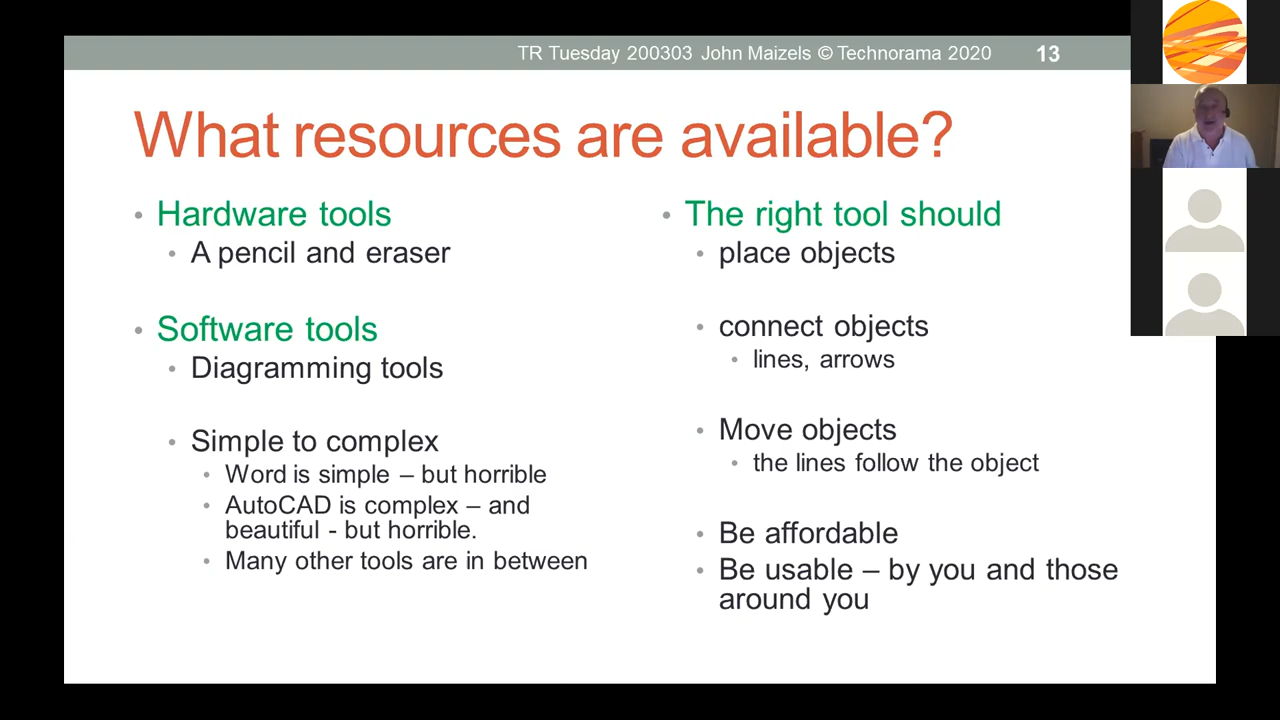 TR Tuesday 200303 John Maizels © Technorama 2020 13
What resources are available?
• Hardware tools
• A pencil and eraser
• Software tools
• Diagramming tools
• Simple to complex
• Word is simple – but horrible
• AutoCAD is complex – and
beautiful - but horrible.
• Many other tools are in between
• The right tool should
• place objects
• connect objects
• lines, arrows
• Move objects
• the lines follow the object
• Be affordable
• Be usable – by you and those
around you